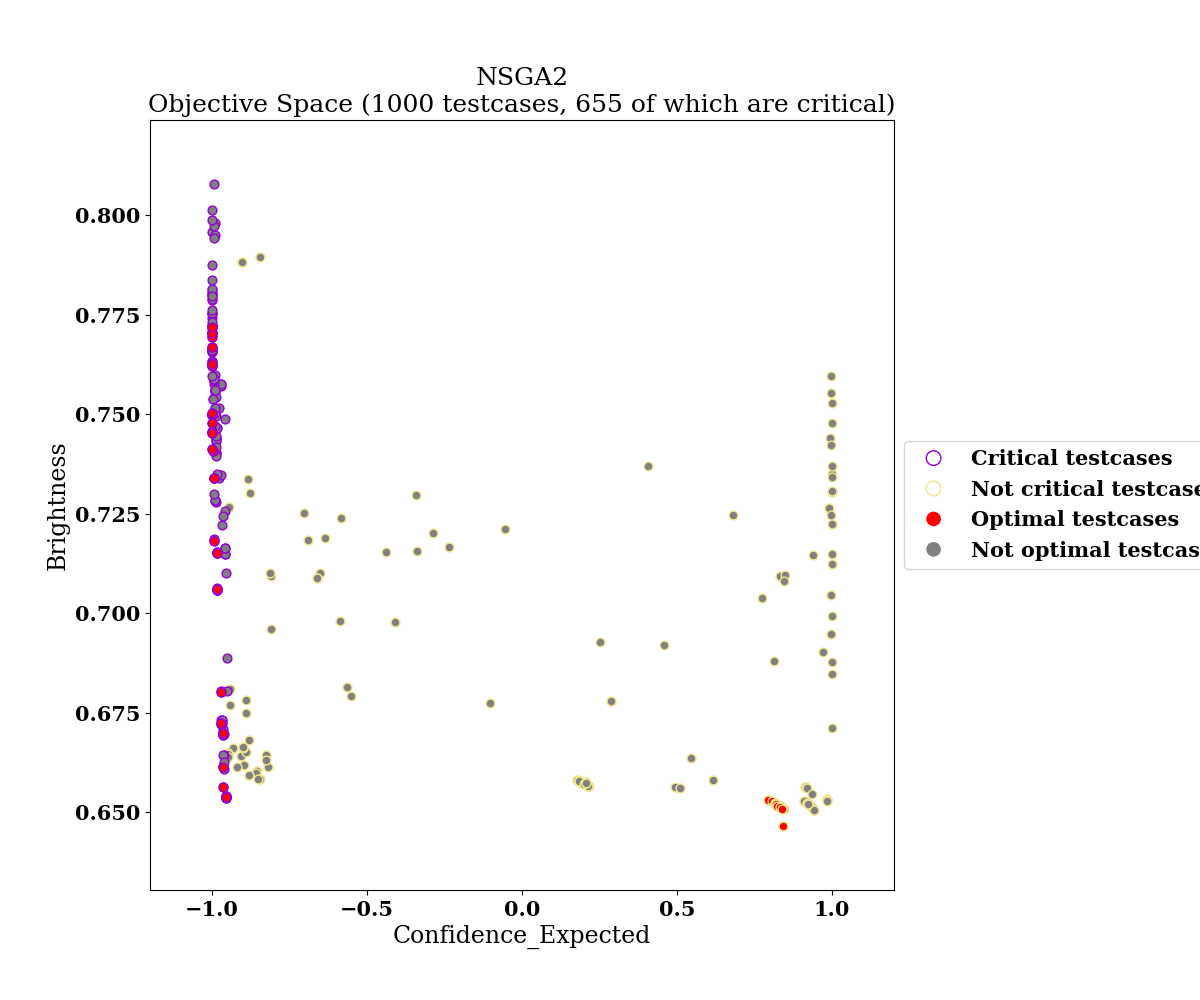 NSGA2
Objective Space (1000 testcases, 655 of which are critical)
0.800
0.775
0.750
0.725
0.700
0.675
0.650
Brightness
−1.0
−0.5
0.0
0.5
1.0
Confidence_Expected
Critical testcases
Not critical testcase
Optimal testcases
Not optimal testcas